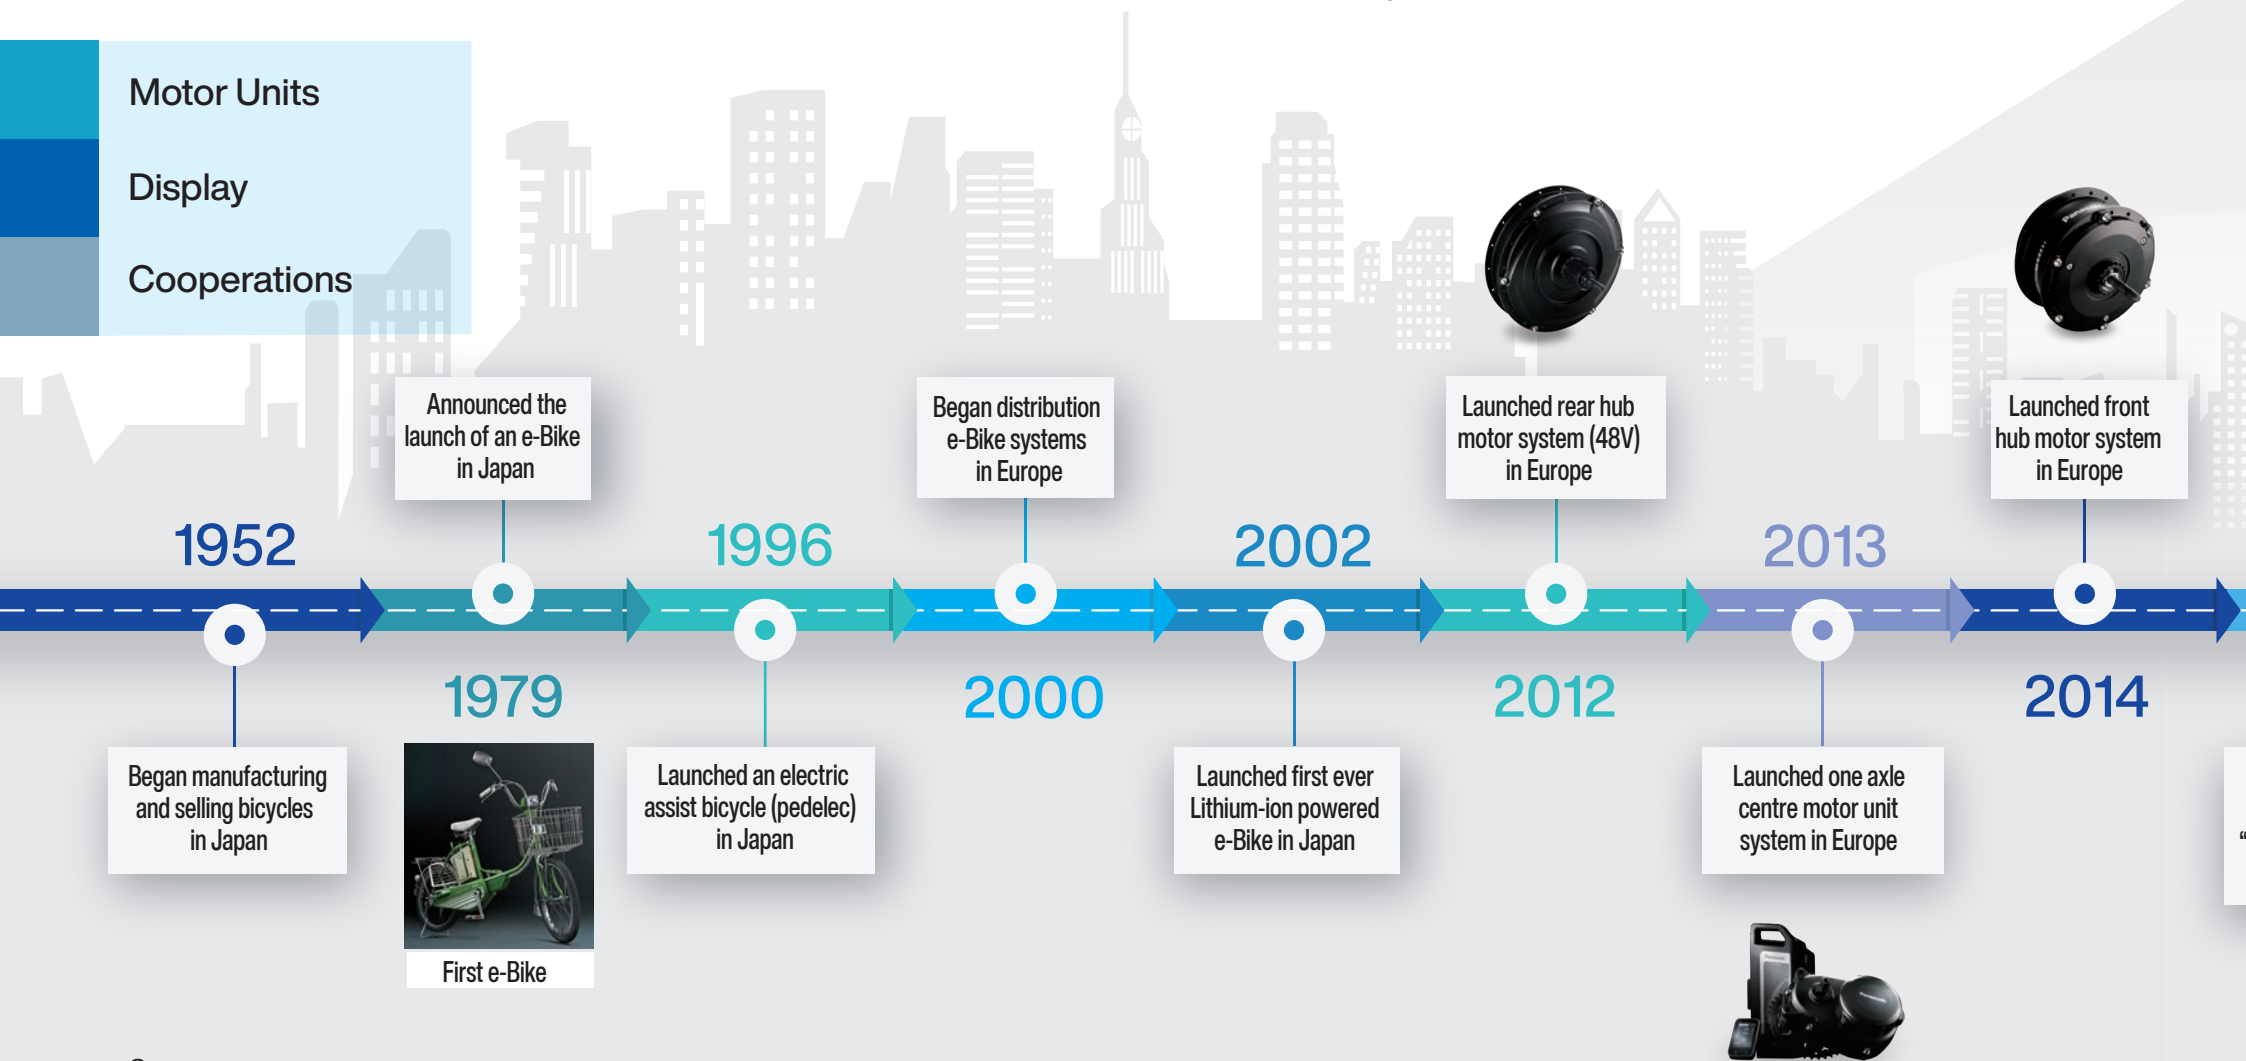 Motor Units
Display
Cooperations
1952
Began manufacturing
and selling bicycles
in Japan
Announced the
launch of an e-Bike
in Japan
1979
First e-Bike
1996
Launched an electric
assist bicycle (pedelec)
in Japan
Began distribution
e-Bike systems
in Europe
2000
2002
Launched first ever
Lithium-ion powered
e-Bike in Japan
Launched rear hub
motor system (48V)
in Europe
2012
2013
Launched one axle
centre motor unit
system in Europe
Panasonic
Panasonic
Launched front
hub motor system
in Europe
2014
Panasonic
“